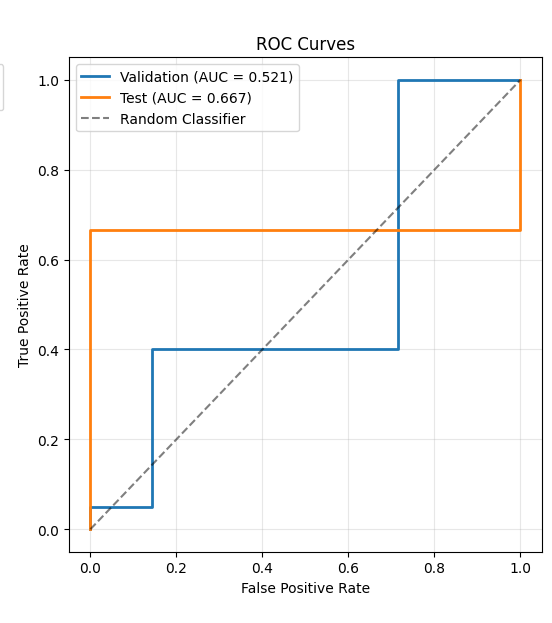 ROC Curves
Validation (AUC = 0.521)
Test (AUC = 0.667)
Random Classifier
1.0
0.8
0.6
0.4
0.2
0.0
True Positive Rate
0.0 0.2 0.4 0.6 0.8 1.0
False Positive Rate